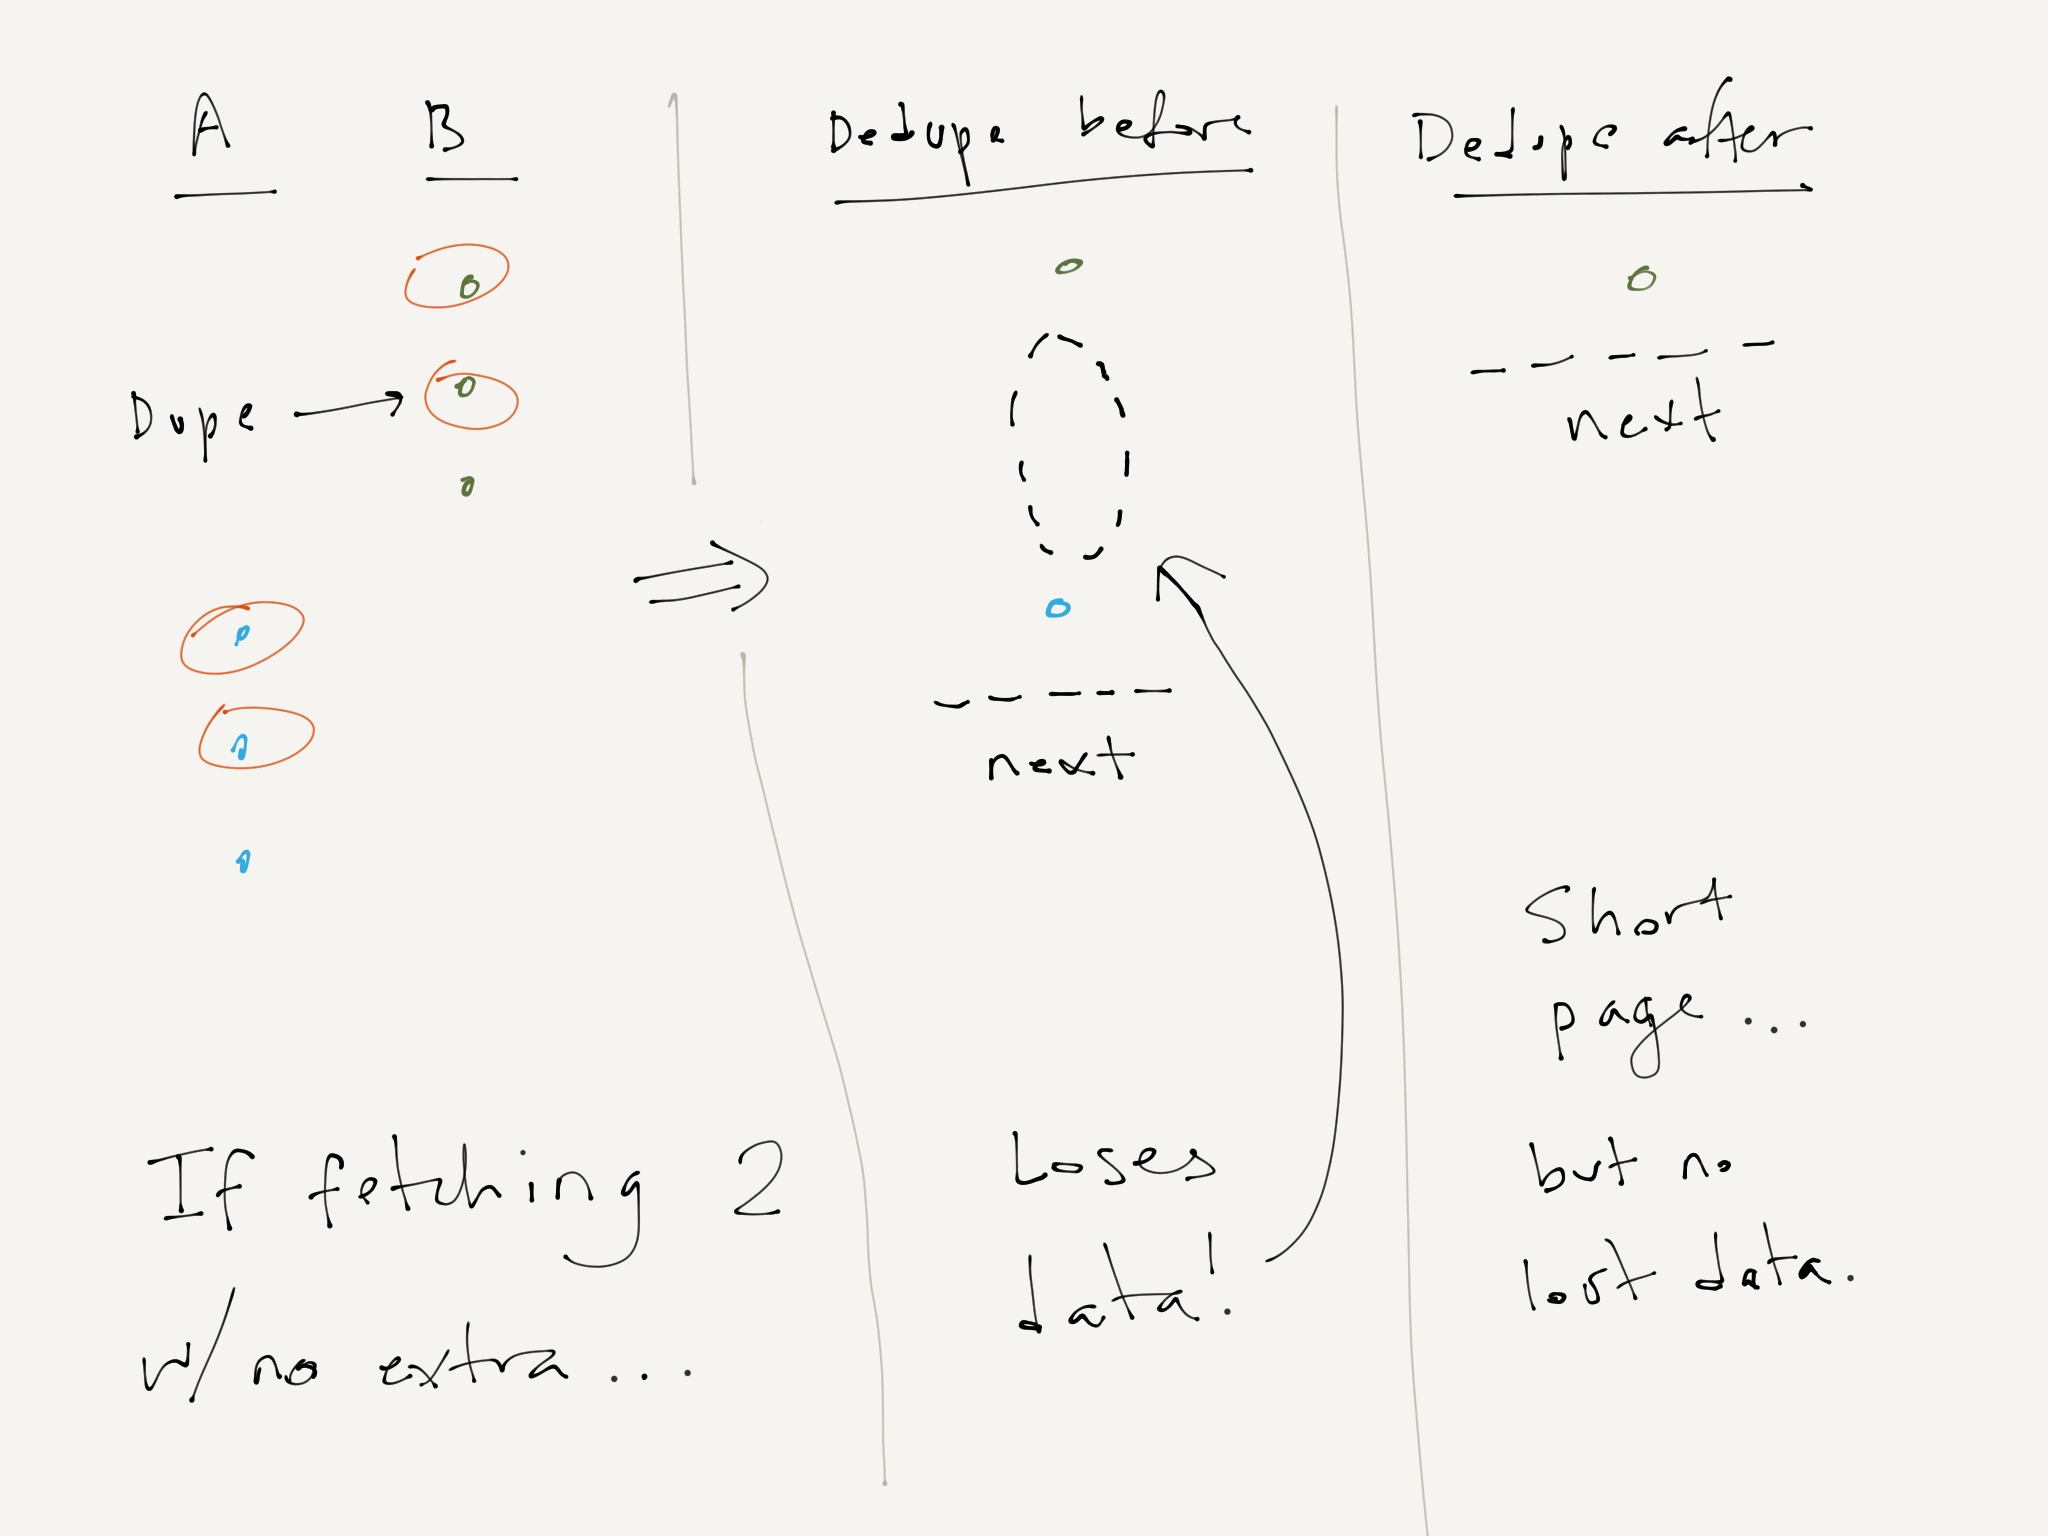 A
B
Dupe
If fetching 2
w/ no extra ...
Dedupe before
next
Loses
data!
Dedupe after
next
Short
page ...
but no
lost data.